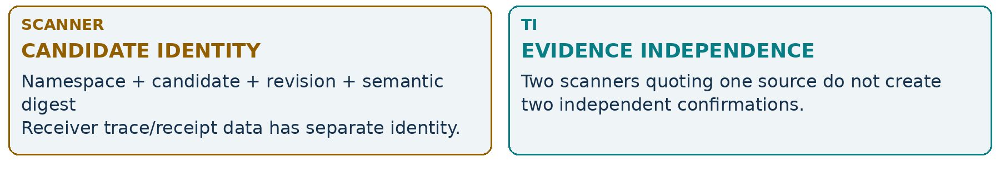 SCANNER
CANDIDATE IDENTITY
Namespace + candidate + revision + semantic
digest
Receiver trace/receipt data has separate identity.
TI
EVIDENCE INDEPENDENCE
Two scanners quoting one source do not create
two independent confirmations.